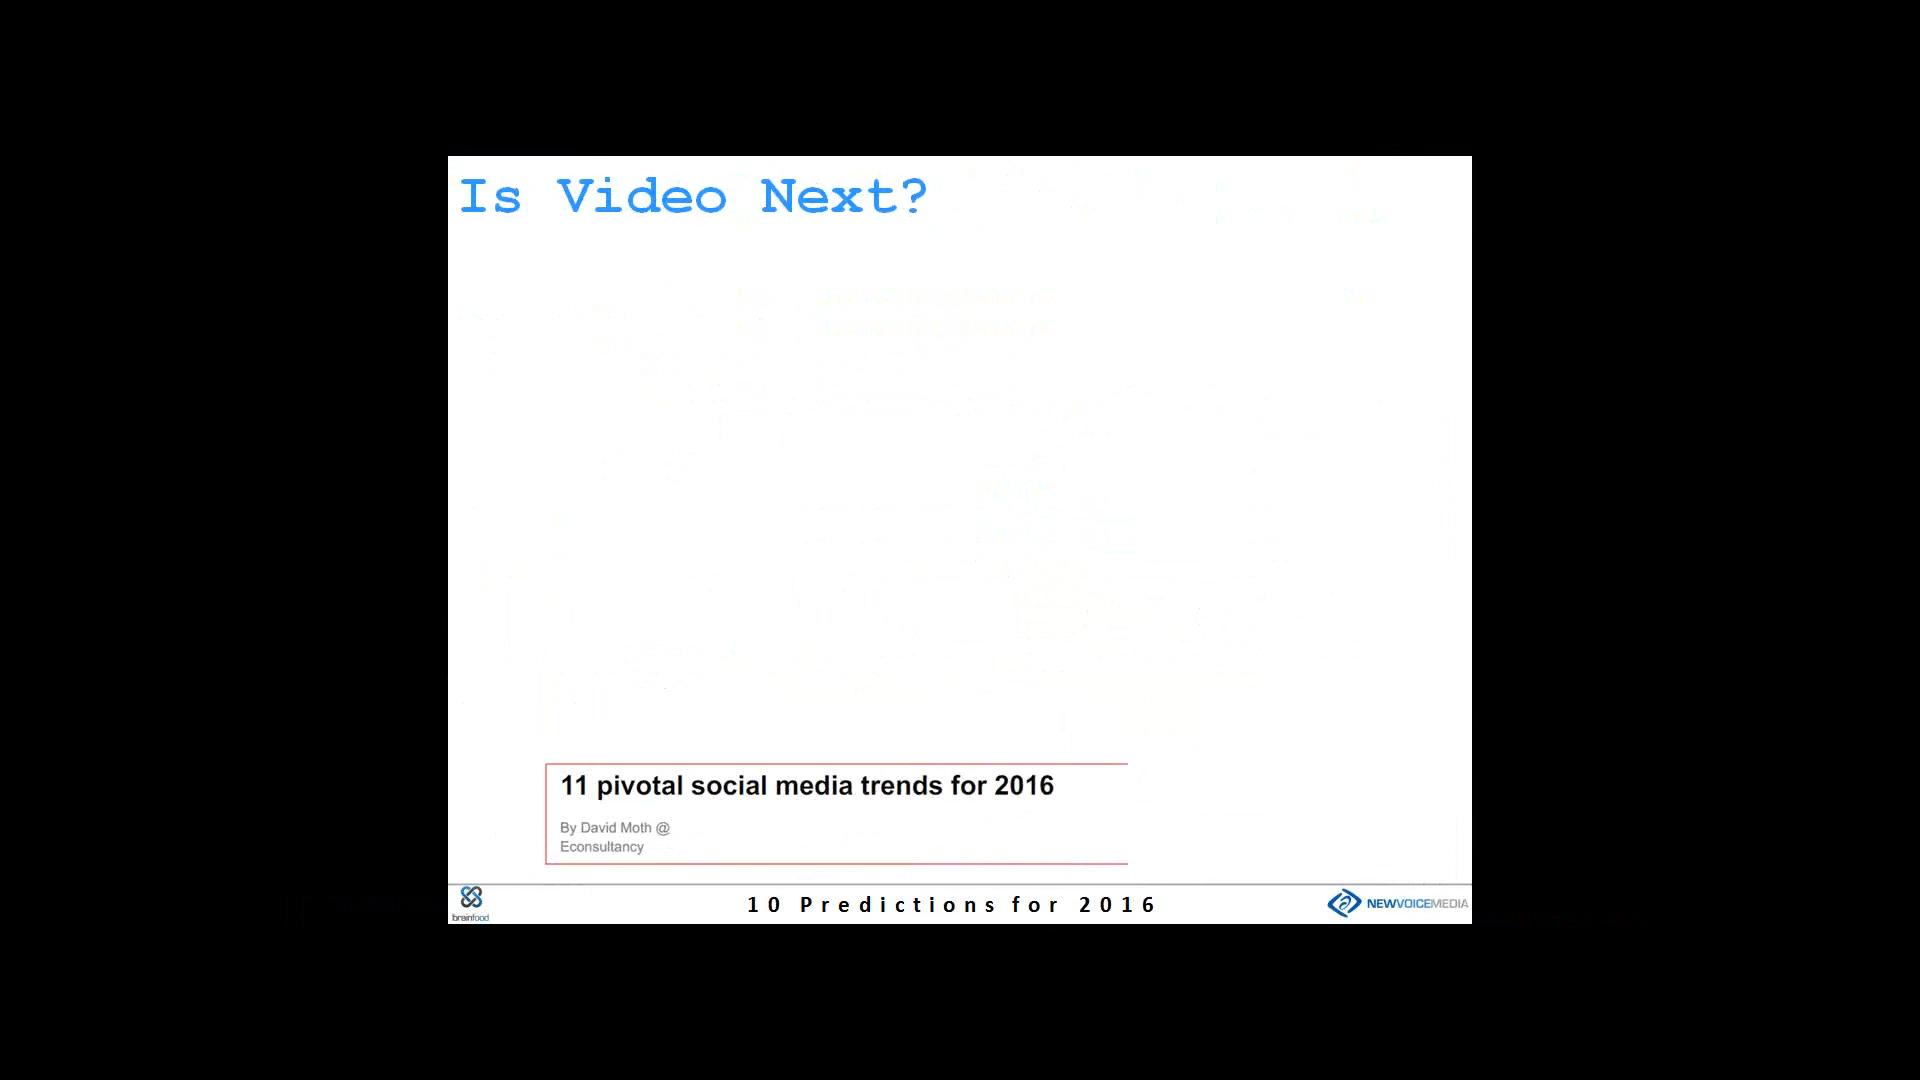 Is Video Next?
11 pivotal social media trends for 2016
By David Moth @
Econsultancy
brainfood
10 Predictions for 2016
NEWVOICEMEDIA